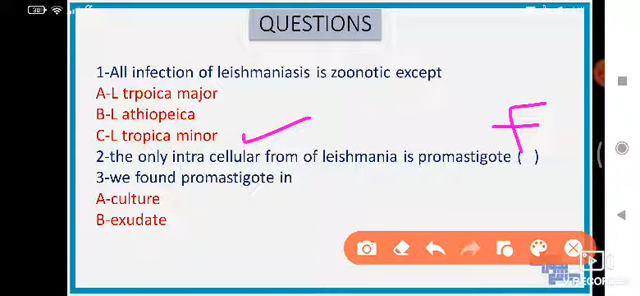 QUESTIONS
1-All infection of leishmaniasis is zoonotic except
A-L trpoica major
B-L athiopeica
C-L tropica minor
F
2-the only intra cellular from of leishmania is promastigote ( )
3-we found promastigote in
A-culture
B-exudate